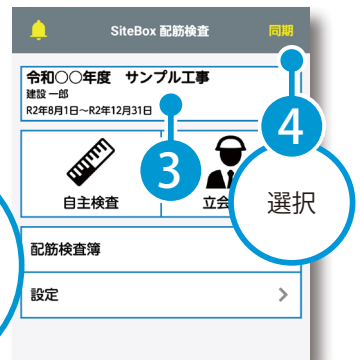 SiteBox 配筋検査
同期
令和○○年度 サンプル工事
建設 一郎
R2年8月1日~R2年12月31日
3
4
選択
自主検査
立会
配筋検査簿
設定